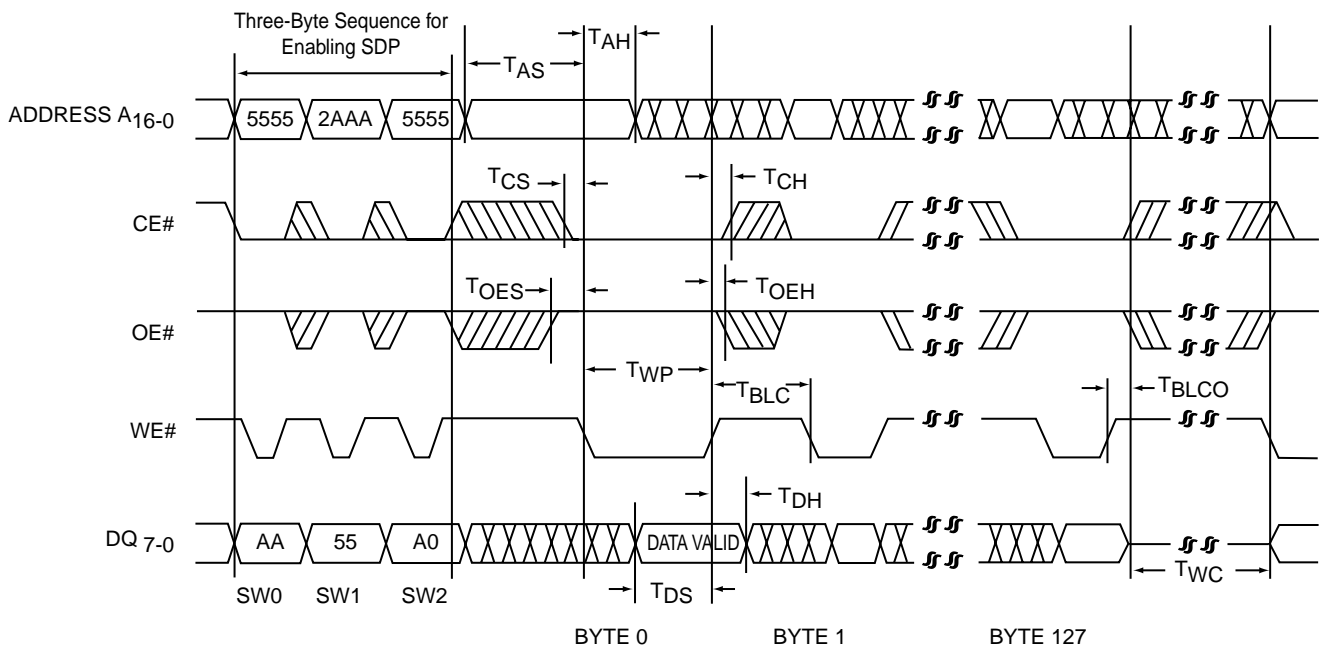 Three-Byte Sequence for
Enabling SDP
TAH
TAS
ADDRESS A16-0
5555 2AAA 5555
TCS
TCH
CE#
TOES
TOEH
OE#
TWP
TBLC
TBLCO
WE#
TDH
DQ 7-0
AA 55 A0
DATA VALID
TWC
SW0 SW1 SW2
TDS
BYTE 0 BYTE 1 BYTE 127